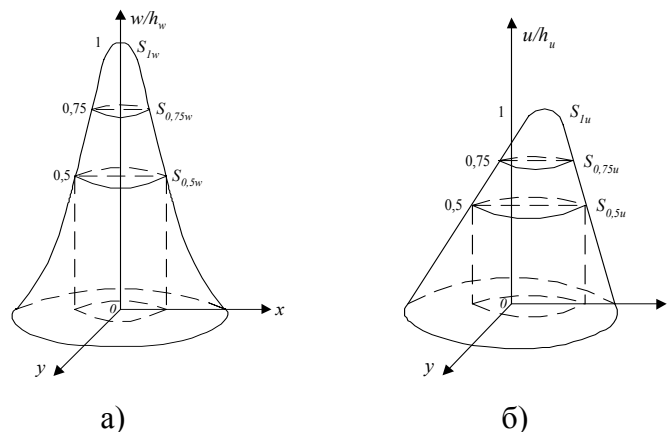 w/h_w
1
S_1w
0,75
S_0,75w
0,5
S_0,5w
0
x
y
а)
u/h_u
1
S_1u
0,75
S_0,75u
0,5
S_0,5u
0
y
б)